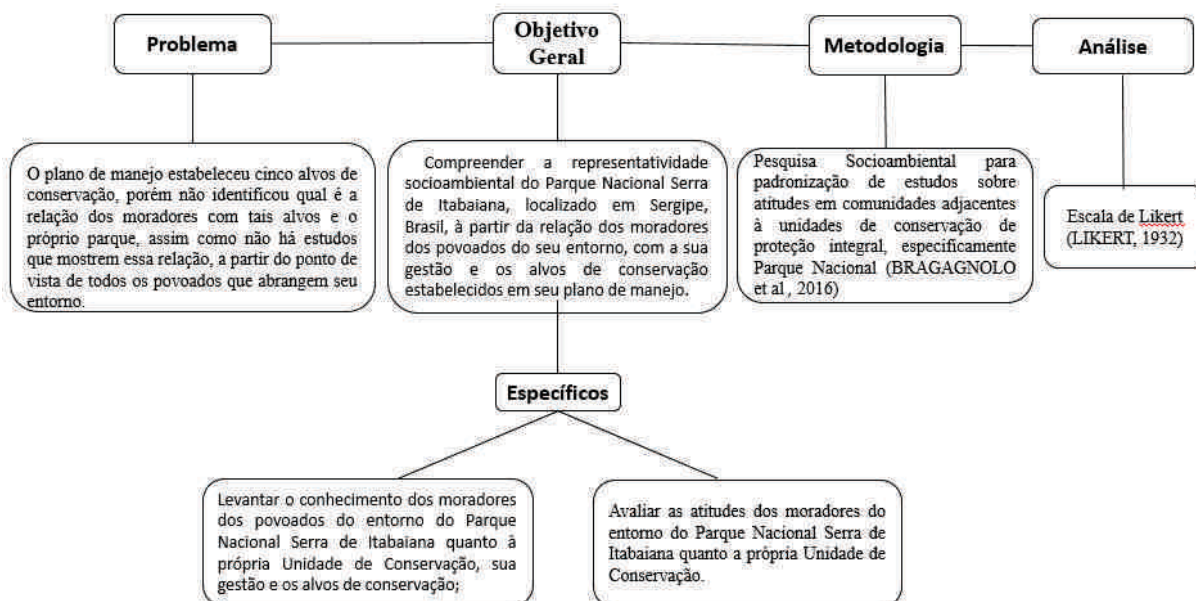 Problema
Objetivo
Geral
Metodologia
Análise
O plano de manejo estabeleceu cinco alvos de
conservação, porém não identificou qual é a
relação dos moradores com tais alvos e o
próprio parque, assim como não há estudos
que mostrem essa relação, a partir do ponto de
vista de todos os povoados que abrangem seu
entorno.
Compreender a representatividade
socioambiental do Parque Nacional Serra
de Itabaiana, localizado em Sergipe,
Brasil, à partir da relação dos moradores
dos povoados do seu entorno, com a sua
gestão e os alvos de conservação
estabelecidos em seu plano de manejo.
Pesquisa Socioambiental para
padronização de estudos sobre
atitudes em comunidades adjacentes
à unidades de conservação de
proteção integral, especificamente
Parque Nacional (BRAGAGNOLO
et al, 2016)
Escala de Likert
(LIKERT, 1932)
Específicos
Levantar o conhecimento dos moradores
dos povoados do entorno do Parque
Nacional Serra de Itabaiana quanto à
própria Unidade de Conservação, sua
gestão e os alvos de conservação;
Avaliar as atitudes dos moradores do
entorno do Parque Nacional Serra de
Itabaiana quanto a própria Unidade de
Conservação.